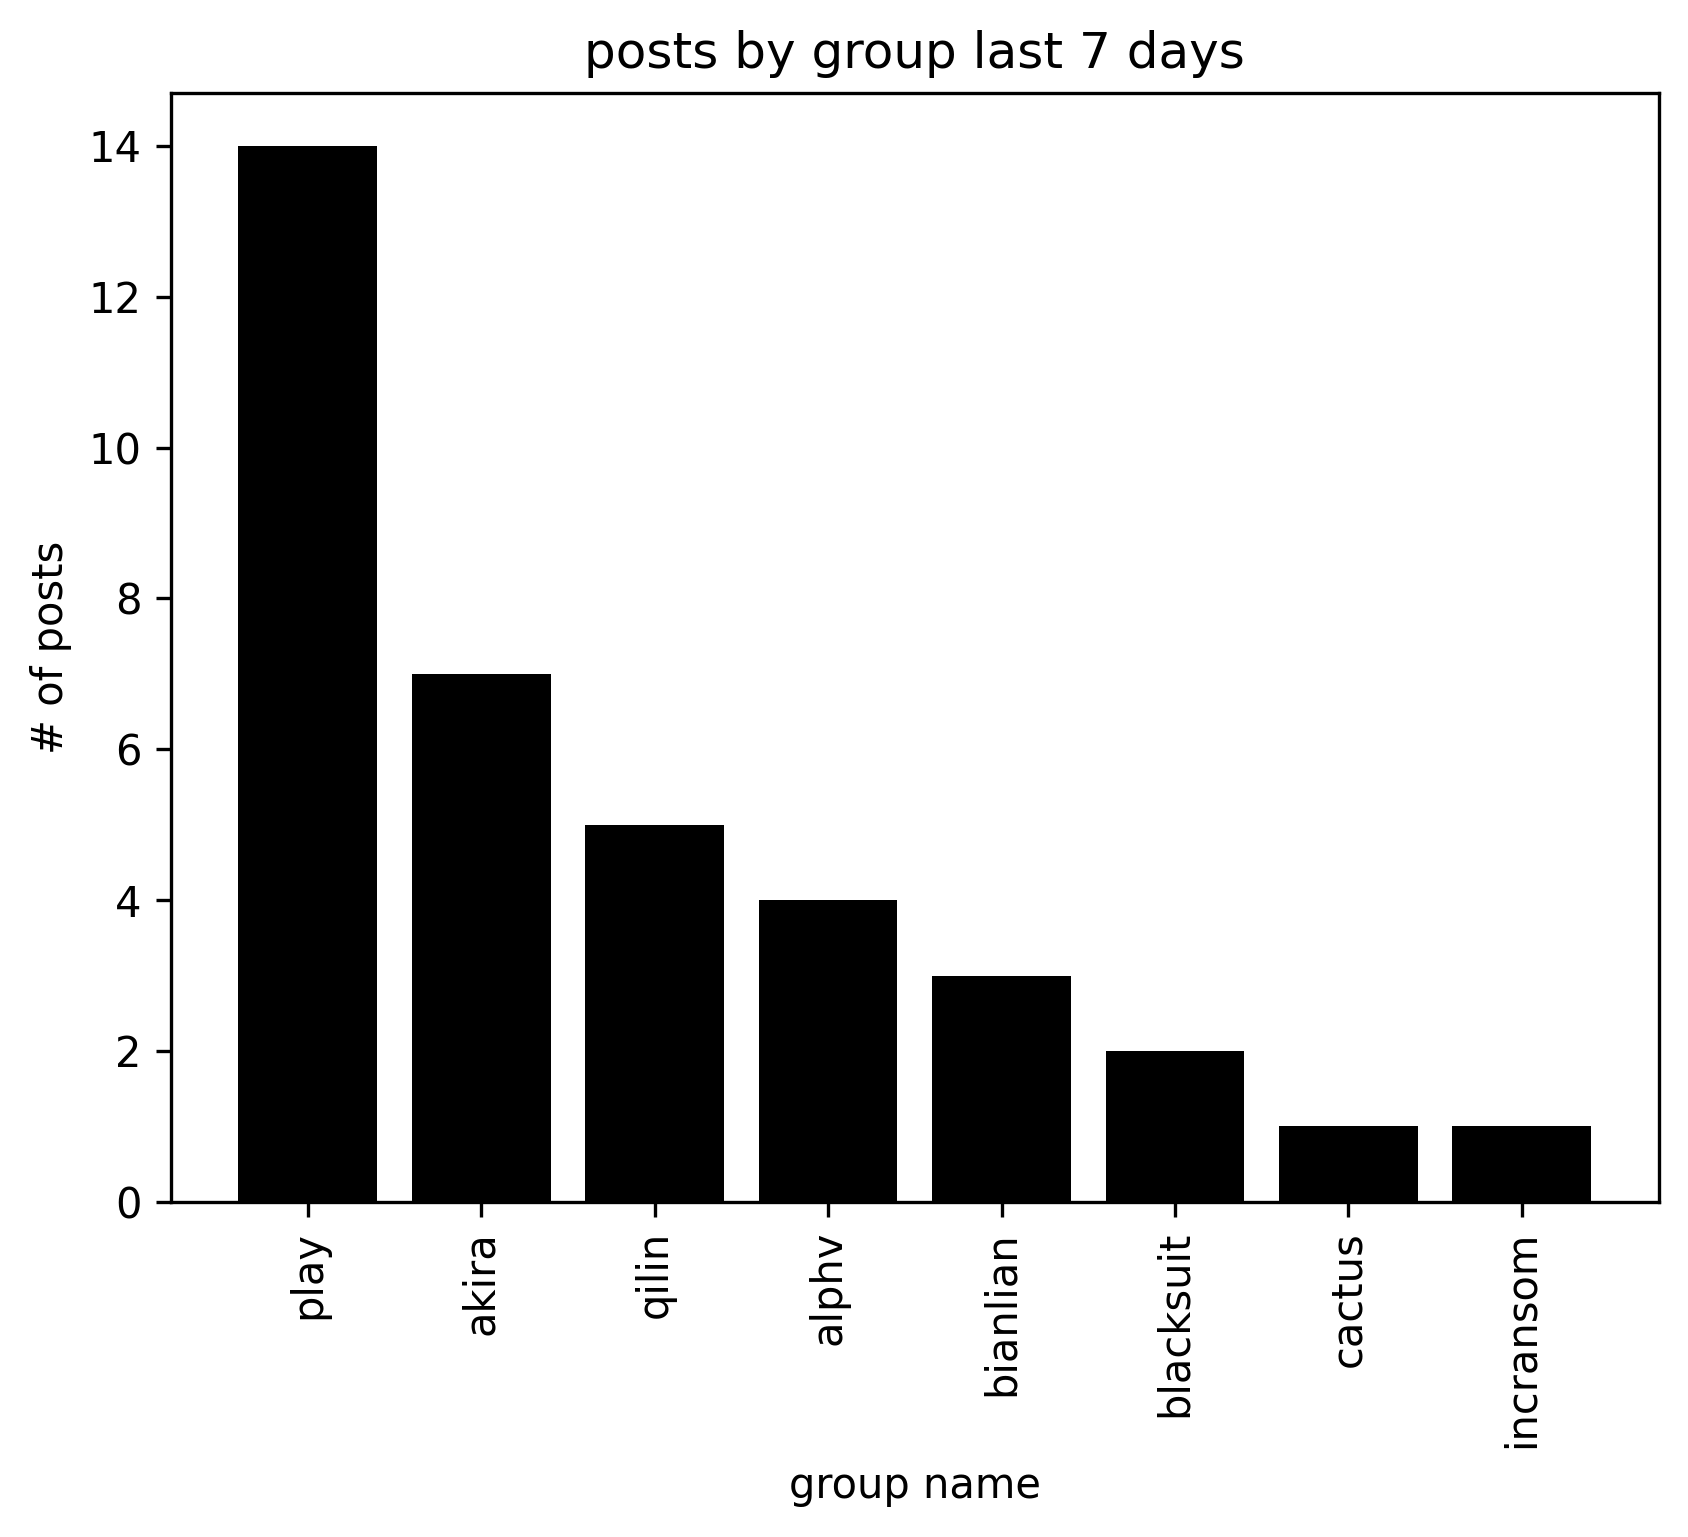 posts by group last 7 days
# of posts
14
12
10
8
6
4
2
0
play
akira
qilin
alphv
bianlian
blacksuit
cactus
incransom
group name